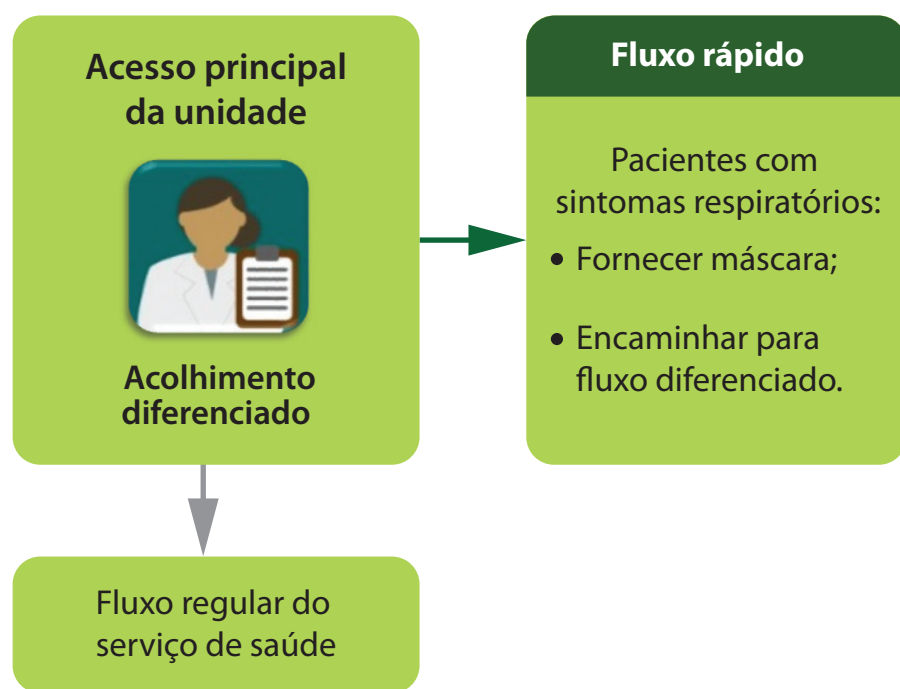 Acesso principal
da unidade
Acolhimento
diferenciado
Fluxo rápido
Pacientes com
sintomas respiratórios:
• Fornecer máscara;
• Encaminhar para
fluxo diferenciado.
Fluxo regular do
serviço de saúde